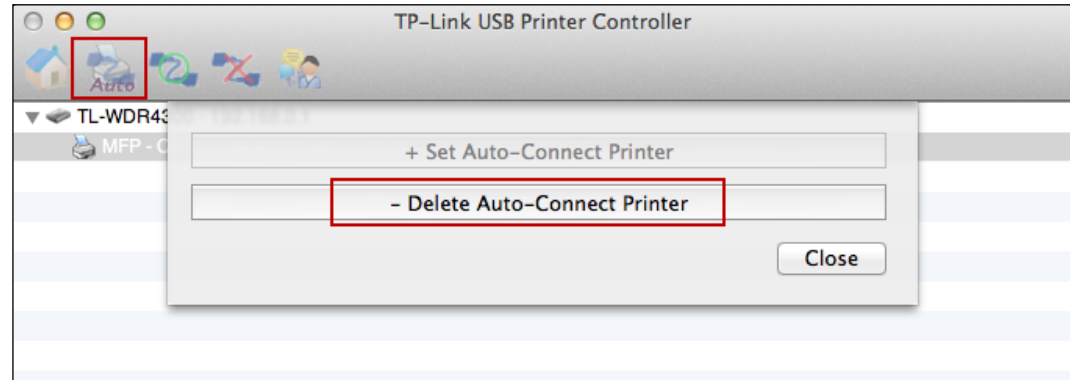 TP-Link USB Printer Controller
Auto
TL-WDR43
MFP - C
+ Set Auto-Connect Printer
- Delete Auto-Connect Printer
Close